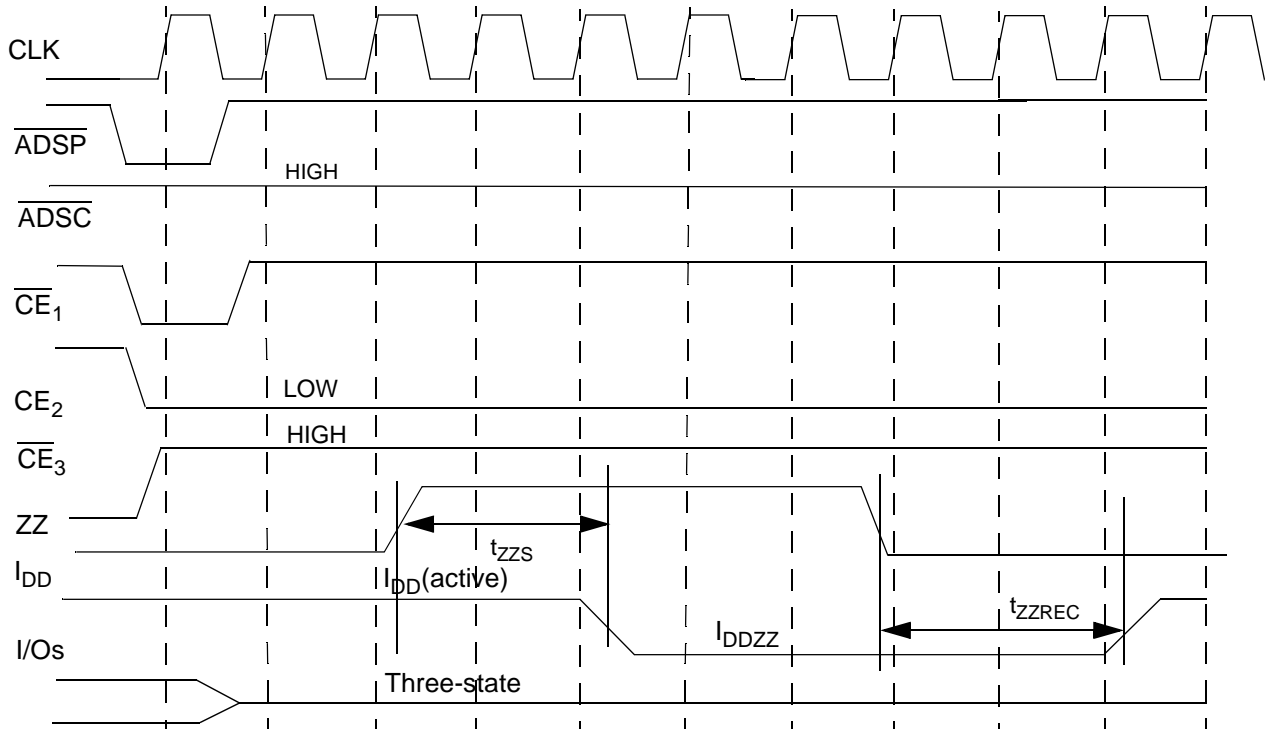 CLK
ADSP
HIGH
ADSC
CE1
LOW
CE2
HIGH
CE3
ZZ
tZZS
IDD
IDD(active)
tZZREC
IDDZZ
I/Os
Three-state